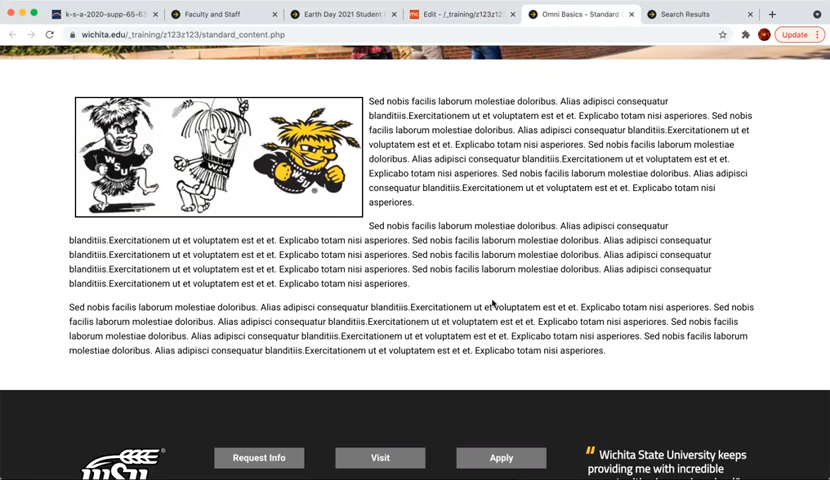 k-s-a-2020-supp-65-63
Faculty and Staff
Earth Day 2021 Student
Edit - /_training/z123z12
Omni Basics - Standard C
Search Results
wichita.edu/_training/z123z123/standard_content.php
Update
WSU
WSU
WSU
Sed nobis facilis laborum molestiae doloribus. Alias adipisci consequatur
blanditiis.Exercitationem ut et voluptatem est et et. Explicabo totam nisi asperiores. Sed nobis
facilis laborum molestiae doloribus. Alias adipisci consequatur blanditiis.Exercitationem ut et
voluptatem est et et. Explicabo totam nisi asperiores. Sed nobis facilis laborum molestiae
doloribus. Alias adipisci consequatur blanditiis.Exercitationem ut et voluptatem est et et.
Explicabo totam nisi asperiores. Sed nobis facilis laborum molestiae doloribus. Alias adipisci
consequatur blanditiis.Exercitationem ut et voluptatem est et et. Explicabo totam nisi
asperiores.
Sed nobis facilis laborum molestiae doloribus. Alias adipisci consequatur
blanditiis.Exercitationem ut et voluptatem est et et. Explicabo totam nisi asperiores. Sed nobis facilis laborum molestiae doloribus. Alias adipisci consequatur
blanditiis.Exercitationem ut et voluptatem est et et. Explicabo totam nisi asperiores. Sed nobis facilis laborum molestiae doloribus. Alias adipisci consequatur
blanditiis.Exercitationem ut et voluptatem est et et. Explicabo totam nisi asperiores. Sed nobis facilis laborum molestiae doloribus. Alias adipisci consequatur
blanditiis.Exercitationem ut et voluptatem est et et. Explicabo totam nisi asperiores.
Sed nobis facilis laborum molestiae doloribus. Alias adipisci consequatur blanditiis.Exercitationem ut et voluptatem est et et. Explicabo totam nisi asperiores. Sed nobis
facilis laborum molestiae doloribus. Alias adipisci consequatur blanditiis.Exercitationem ut et voluptatem est et et. Explicabo totam nisi asperiores. Sed nobis facilis
laborum molestiae doloribus. Alias adipisci consequatur blanditiis.Exercitationem ut et voluptatem est et et. Explicabo totam nisi asperiores. Sed nobis facilis laborum
molestiae doloribus. Alias adipisci consequatur blanditiis.Exercitationem ut et voluptatem est et et. Explicabo totam nisi asperiores.
WSU
Request Info
Visit
Apply
" Wichita State University keeps
providing me with incredible